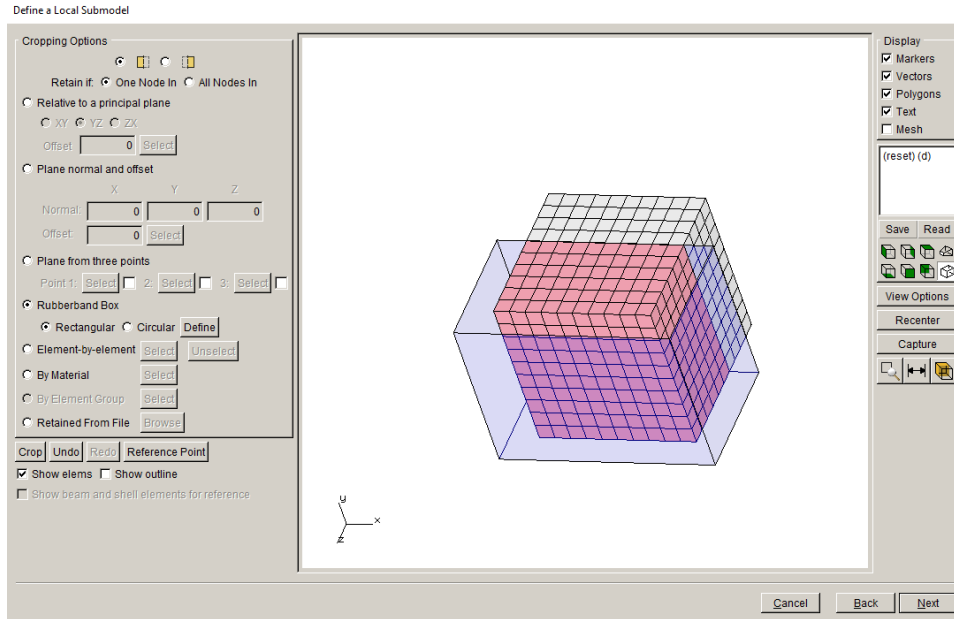 Define a Local Submodel
Cropping Options
Retain if: One Node In All Nodes In
Relative to a principal plane
XY YZ ZX
Offset 0 Select
Plane normal and offset
X Y Z
Normal: 0 0 0
Offset: 0 Select
Plane from three points
Point 1: Select 2: Select 3: Select
Rubberband Box
Rectangular Circular Define
Element-by-element Select Unselect
By Material Select
By Element Group Select
Retained From File Browse
Crop Undo Redo Reference Point
Show elems Show outline
Show beam and shell elements for reference
y
x
z
Display
Markers
Vectors
Polygons
Text
Mesh
(reset) (d)
Save Read
View Options
Recenter
Capture
Cancel Back Next